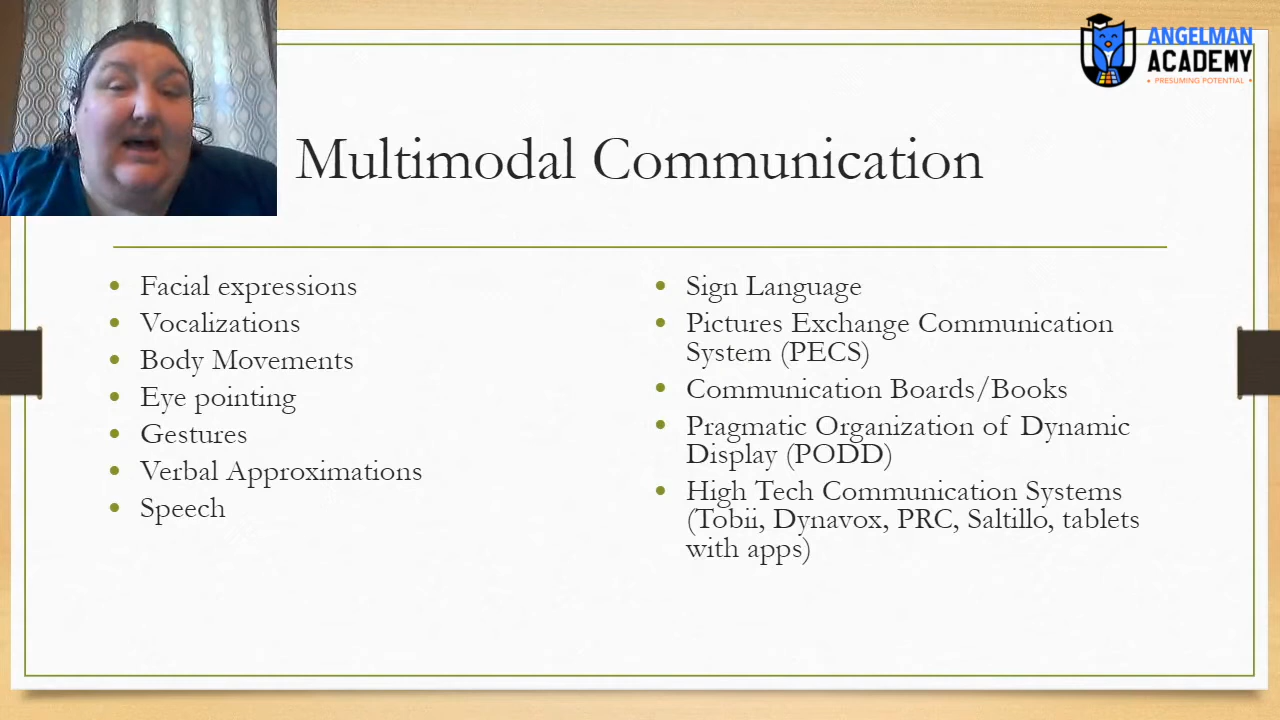 ANGELMAN
ACADEMY
• PRESUMING POTENTIAL •
Multimodal Communication
• Facial expressions
• Vocalizations
• Body Movements
• Eye pointing
• Gestures
• Verbal Approximations
• Speech
• Sign Language
• Pictures Exchange Communication
System (PECS)
• Communication Boards/Books
• Pragmatic Organization of Dynamic
Display (PODD)
• High Tech Communication Systems
(Tobii, Dynavox, PRC, Saltillo, tablets
with apps)